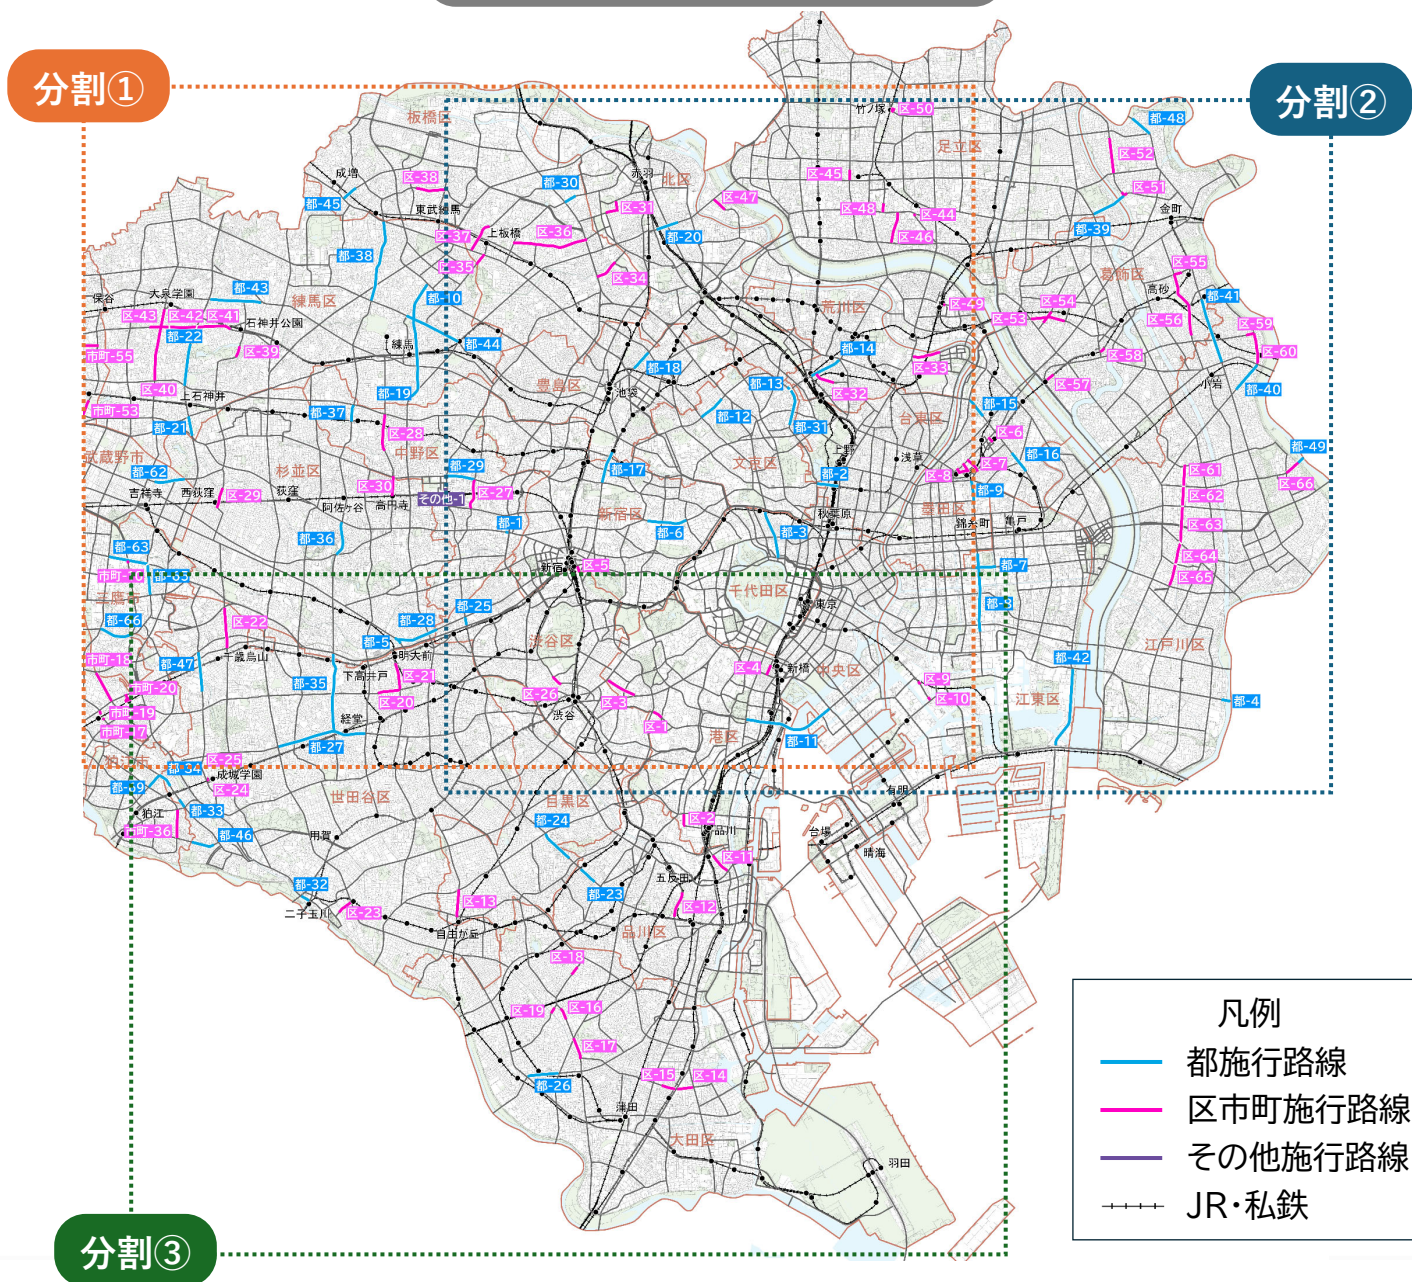 分割①
分割②
分割③
板橋区
竹ノ塚
区-50
都-48
足立区
区-52
成増
区-38
都-30
赤羽
北区
区-45
区-51
都-45
東武練馬
区-31
区-47
区-48
区-44
金町
区-37
上板橋
区-36
都-20
区-46
都-39
都-38
区-35
区-34
葛飾区
区-55
都-43
大泉学園
保谷
練馬区
都-10
荒川区
区-49
区-54
高砂
都-41
区-43
区-42
区-41
石神井公園
区-53
区-56
区-59
都-22
区-39
練馬
都-44
都-14
区-58
区-60
市町-55
都-18
区-33
区-40
上石神井
都-19
豊島区
池袋
都-13
区-32
区-57
小岩
都-40
市町-53
都-37
都-12
都-15
都-21
区-28
都-31
台東区
区-6
武蔵野市
中野区
上野
都-49
都-62
杉並区
都-29
都-17
文京区
都-2
浅草
区-7
都-16
区-61
区-66
吉祥寺
西荻窪
区-29
荻窪
区-30
その他-1
区-27
区-8
都-9
区-62
阿佐ヶ谷
高円寺
新宿区
秋葉原
墨田区
都-36
都-1
都-6
都-3
錦糸町
亀戸
区-63
都-63
区-64
新宿
区-5
都-7
区-65
都-65
三鷹市
千代田区
東京
都-3
都-66
区-22
都-28
都-25
渋谷区
江戸川区
市町-18
都-47
千歳烏山
都-5
明大前
区-4
新橋
中央区
都-42
市町-20
都-35
下高井戸
区-21
区-26
区-3
区-9
区-10
江東区
都-4
市町-19
区-20
渋谷
市町-17
経堂
区-1
港区
都-11
都-27
狛江市
都-34
区-25
成城学園
都-69
区-24
世田谷区
目黒区
有明
狛江
都-33
都-24
区-2
品川
台場
市町-36
都-46
用賀
晴海
区-11
五反田
都-32
都-23
二子玉川
区-23
区-13
区-12
自由が丘
品川区
区-18
区-19
区-16
区-17
都-26
区-15
区-14
蒲田
大田区
羽田
凡例
都施行路線
区市町施行路線
その他施行路線
JR・私鉄